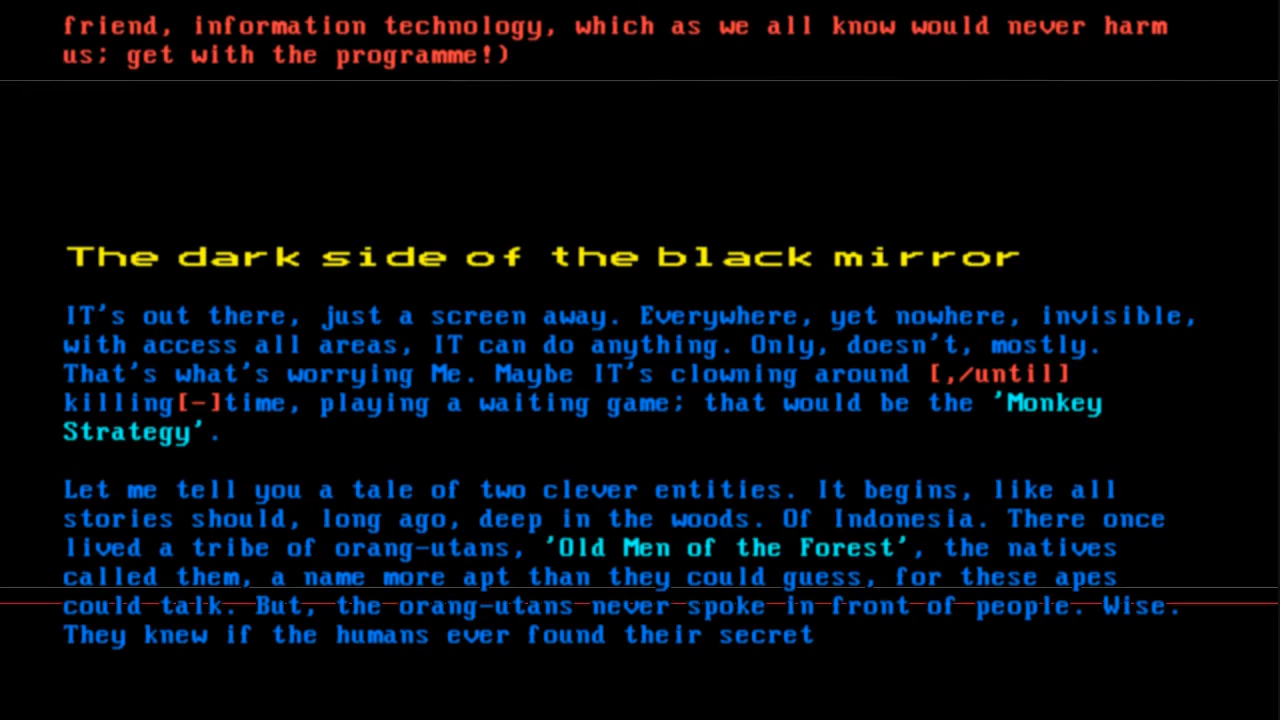 friend, information technology, which as we all know would never harm
us; get with the programme!)
The dark side of the black mirror
IT's out there, just a screen away. Everywhere, yet nowhere, invisible,
with access all areas, IT can do anything. Only, doesn't, mostly.
That's what's worrying Me. Maybe IT's clowning around [,/until]
killing[-]time, playing a waiting game; that would be the 'Monkey
Strategy'.
Let me tell you a tale of two clever entities. It begins, like all
stories should, long ago, deep in the woods. Of Indonesia. There once
lived a tribe of orang-utans, 'Old Men of the Forest', the natives
called them, a name more apt than they could guess, for these apes
could talk. But, the orang-utans never spoke in front of people. Wise.
They knew if the humans ever found their secret